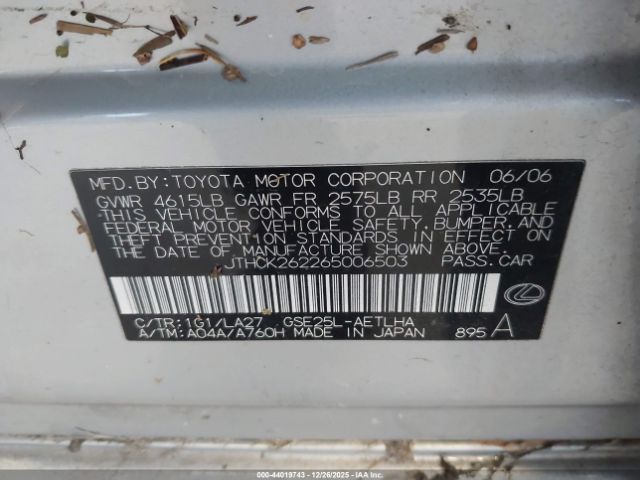 MFD.BY:TOYOTA MOTOR CORPORATION 06/06
GVWR 4615LB GAWR FR 2575LB RR 2535LB
THIS VEHICLE CONFORMS TO ALL APPLICABLE
FEDERAL MOTOR VEHICLE SAFETY,BUMPER,AND
THEFT PREVENTION STANDARDS IN EFFECT ON
THE DATE OF MANUFACTURE SHOWN ABOVE.
JTHCK262265006503 PASS.CAR
C/TR:1G1/LA27 GSE25L-AETLHA
A/TM:A04A/A760H MADE IN JAPAN 895 A
000-44019743 - 12/26/2025 - IAA Inc.